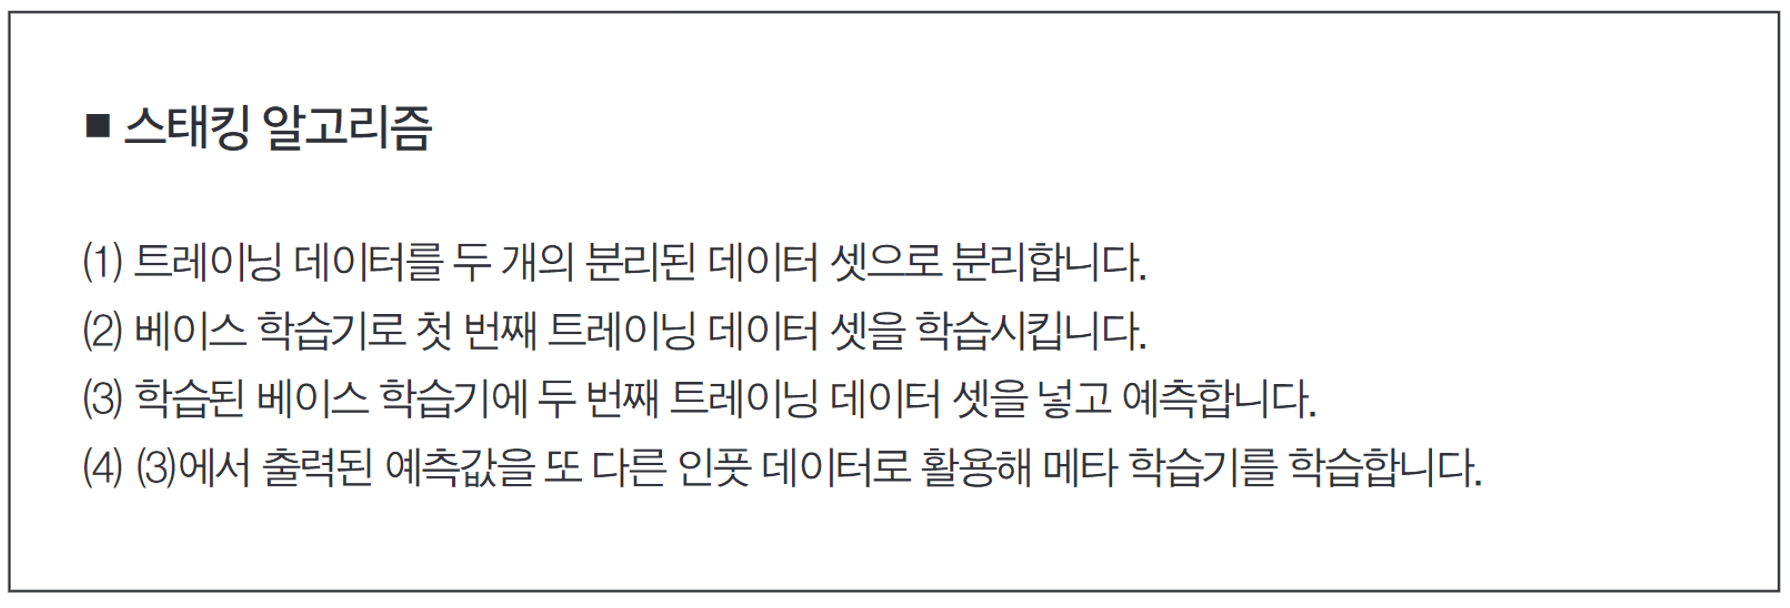 ■ 스태킹 알고리즘
(1) 트레이닝 데이터를 두 개의 분리된 데이터 셋으로 분리합니다.
(2) 베이스 학습기로 첫 번째 트레이닝 데이터 셋을 학습시킵니다.
(3) 학습된 베이스 학습기에 두 번째 트레이닝 데이터 셋을 넣고 예측합니다.
(4) (3)에서 출력된 예측값을 또 다른 인풋 데이터로 활용해 메타 학습기를 학습합니다.